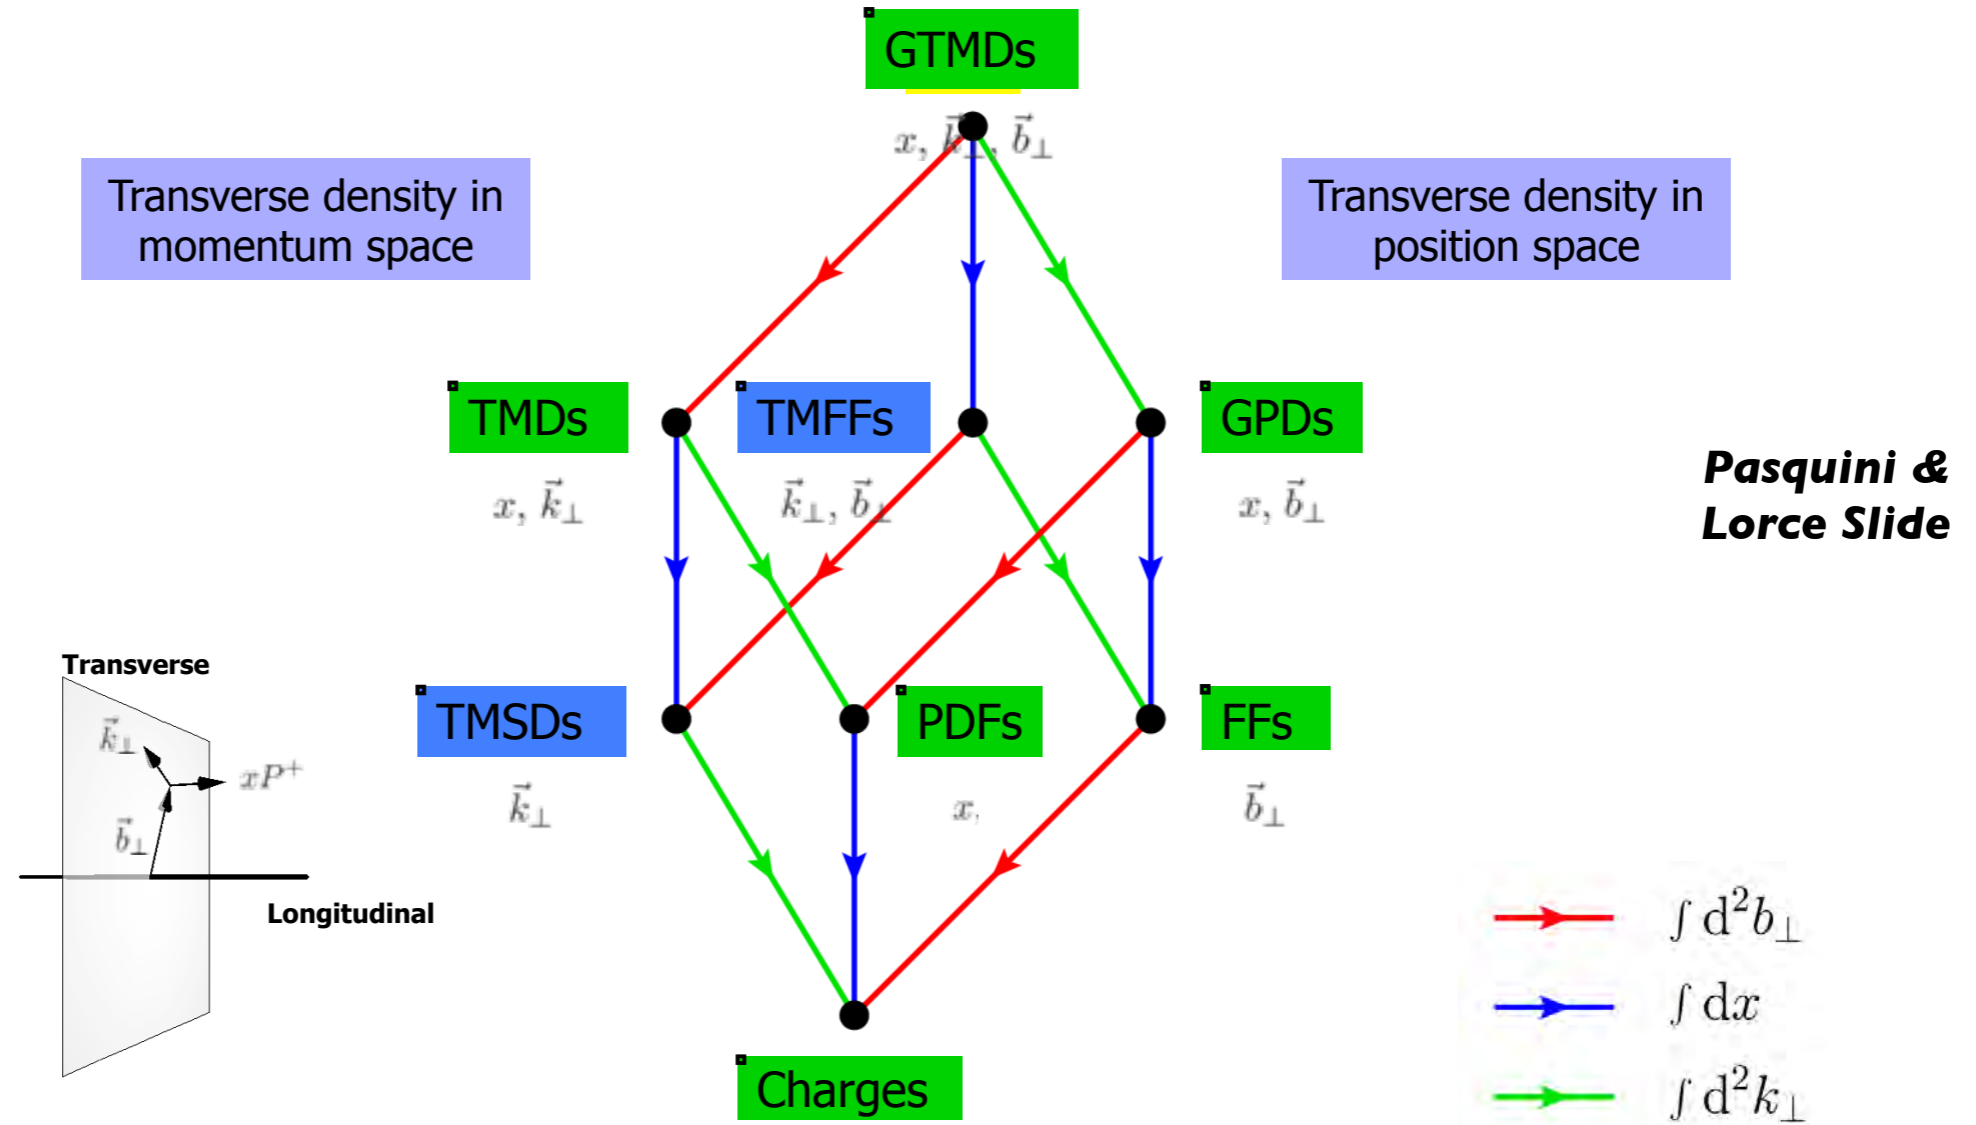 GTMDs
x, k⃗⊥, b⃗⊥
Transverse density in
momentum space
Transverse density in
position space
TMDs
TMFFs
GPDs
x, k⃗⊥
k⃗⊥, b⃗⊥
x, b⃗⊥
Pasquini &
Lorce Slide
TMSDs
PDFs
FFs
k⃗⊥
x,
b⃗⊥
Transverse
k⃗⊥
xP⁺
b⃗⊥
Longitudinal
Charges
∫ d²b⊥
∫ dx
∫ d²k⊥